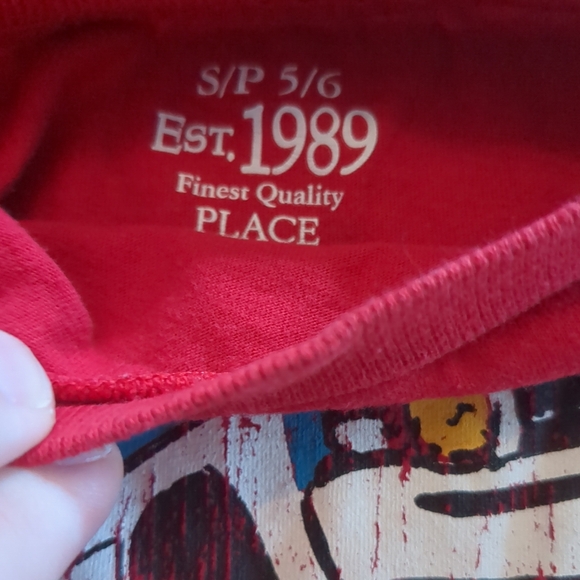 S/P 5/6
EST. 1989
Finest Quality
PLACE